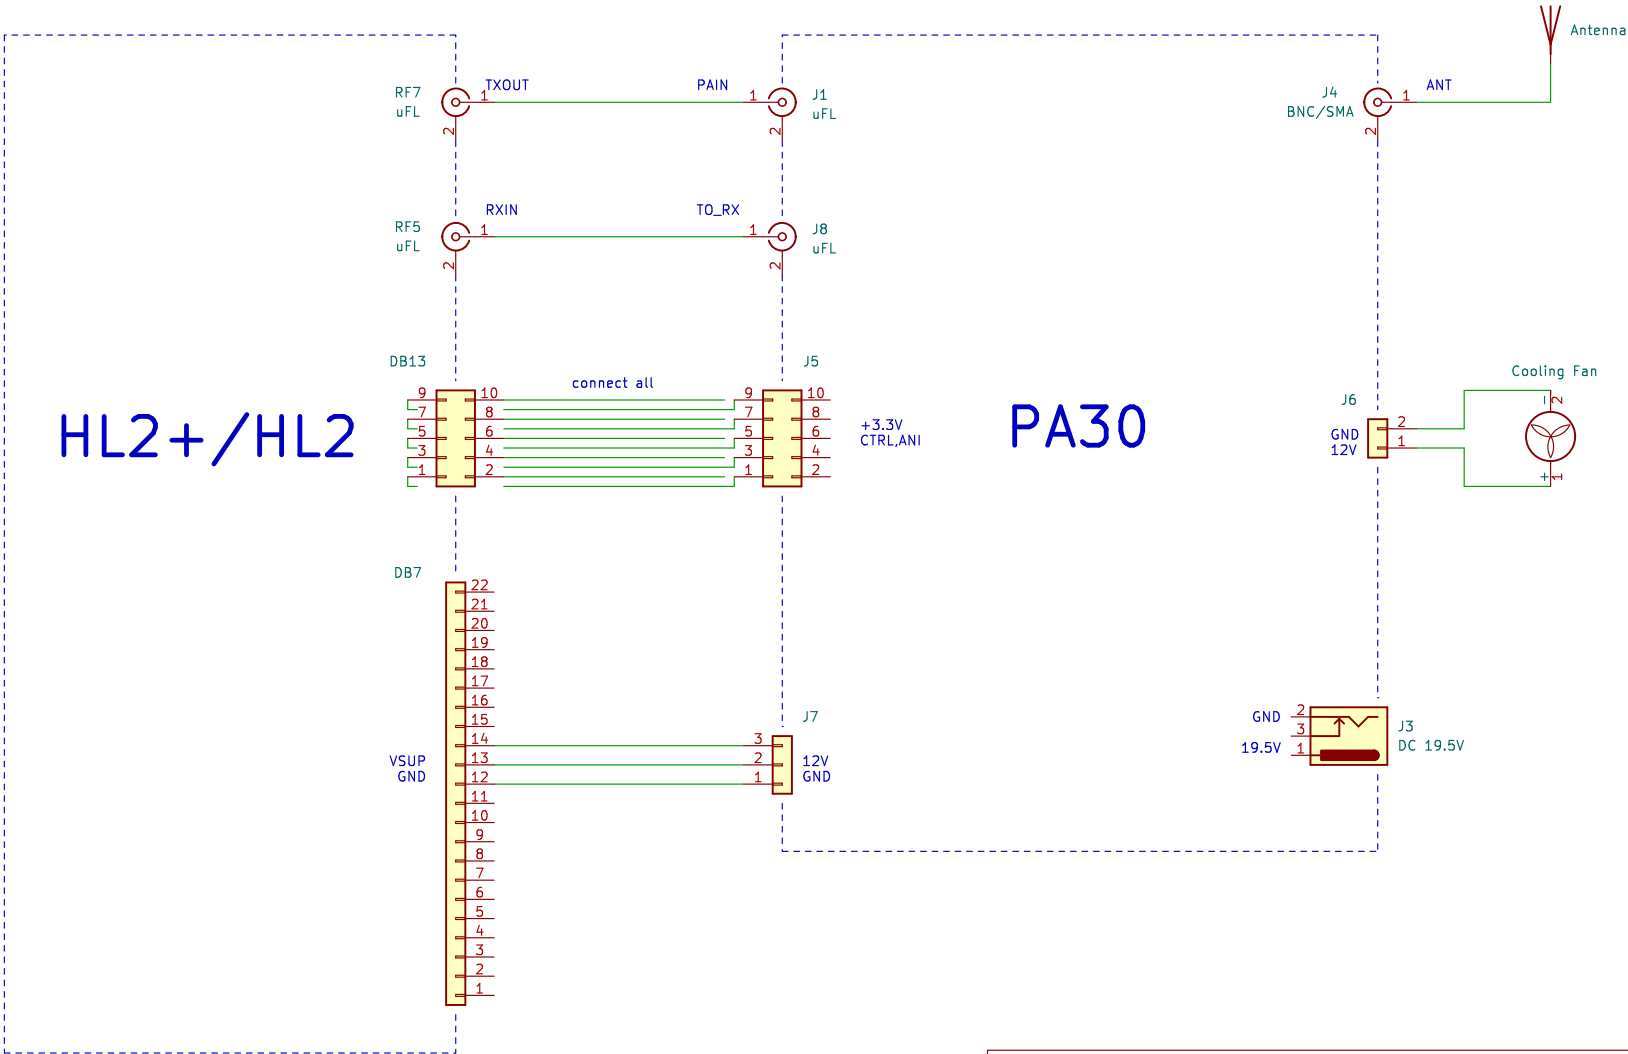 Antenna
RF7
uFL
TXOUT
1
2
PAIN
1
2
J1
uFL
J4
BNC/SMA
ANT
1
2
RF5
uFL
RXIN
1
2
TO_RX
1
2
J8
uFL
DB13
connect all
J5
9 10
7 8
5 6
3 4
1 2
9 10
7 8
5 6
3 4
1 2
+3.3V
CTRL,ANI
HL2+/HL2
PA30
J6
GND
12V
2
1
Cooling Fan
- 2
+ 1
DB7
22
21
20
19
18
17
16
15
14
13
12
11
10
9
8
7
6
5
4
3
2
1
VSUP
GND
J7
3
2
1
12V
GND
GND
19.5V
2
3
1
J3
DC 19.5V